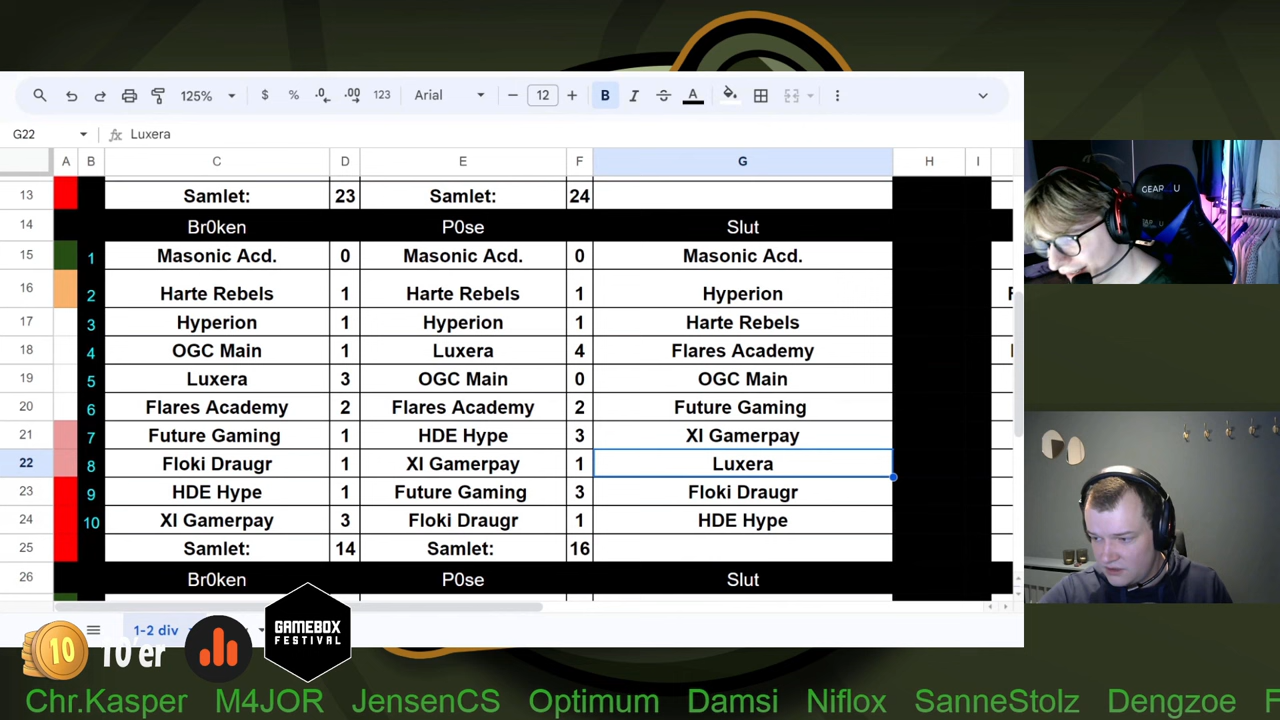 125% $ % .0 .00 123 Arial 12 B I A
G22 fx Luxera
A B C D E F G H I
13 Samlet: 23 Samlet: 24
14 Br0ken P0se Slut
15 1 Masonic Acd. 0 Masonic Acd. 0 Masonic Acd.
16 2 Harte Rebels 1 Harte Rebels 1 Hyperion
17 3 Hyperion 1 Hyperion 1 Harte Rebels
18 4 OGC Main 1 Luxera 4 Flares Academy
19 5 Luxera 3 OGC Main 0 OGC Main
20 6 Flares Academy 2 Flares Academy 2 Future Gaming
21 7 Future Gaming 1 HDE Hype 3 XI Gamerpay
22 8 Floki Draugr 1 XI Gamerpay 1 Luxera
23 9 HDE Hype 1 Future Gaming 3 Floki Draugr
24 10 XI Gamerpay 3 Floki Draugr 1 HDE Hype
25 Samlet: 14 Samlet: 16
26 Br0ken P0se Slut
1-2 div
10 10'er
GAMEBOX
FESTIVAL
Chr.Kasper M4JOR JensenCS Optimum Damsi Niflox SanneStolz Dengzoe